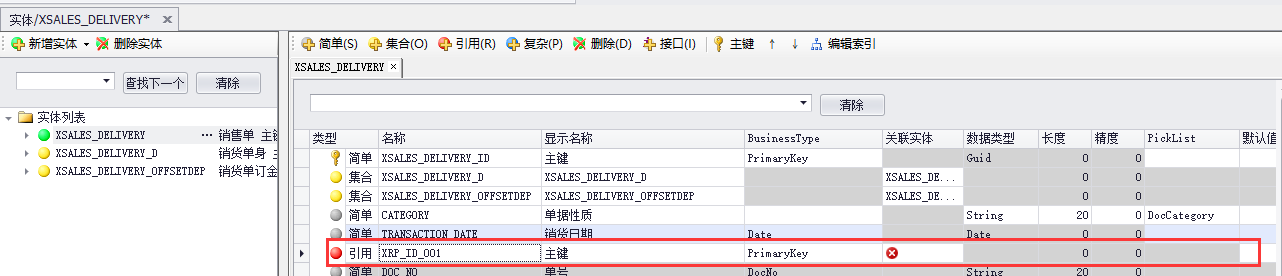 实体/XSALES_DELIVERY*
新增实体 删除实体
查找下一个 清除
实体列表
XSALES_DELIVERY ... 销售单 主键
XSALES_DELIVERY_D 销货单身 主键
XSALES_DELIVERY_OFFSETDEP 销货单订金
简单(S) 集合(O) 引用(R) 复杂(P) 删除(D) 接口(I) 主键 编辑索引
XSALES_DELIVERY
清除
类型 名称 显示名称 BusinessType 关联实体 数据类型 长度 精度 PickList 默认值
简单 XSALES_DELIVERY_ID 主键 PrimaryKey Guid 0 0
集合 XSALES_DELIVERY_D XSALES_DELIVERY_D XSALES_DE... 0 0
集合 XSALES_DELIVERY_OFFSETDEP XSALES_DELIVERY_OFFSETDEP XSALES_DE... 0 0
简单 CATEGORY 单据性质 String 20 0 DocCategory
简单 TRANSACTION_DATE 销货日期 Date Date 0 0
引用 XRP_ID_001 主键 PrimaryKey 0 0
简单 DOC_NO 单号 DocNo String 20 0